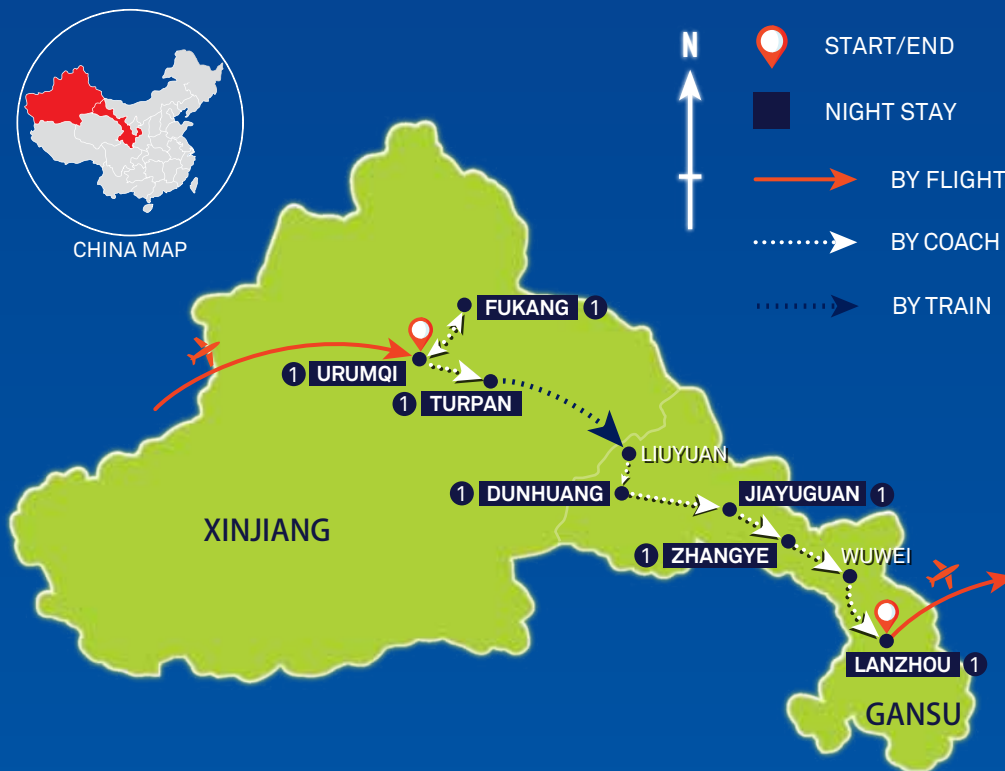 CHINA MAP
N
START/END
NIGHT STAY
BY FLIGHT
BY COACH
BY TRAIN
FUKANG 1
1 URUMQI
1 TURPAN
LIUYUAN
1 DUNHUANG
JIAYUGUAN 1
XINJIANG
1 ZHANGYE
WUWEI
LANZHOU 1
GANSU